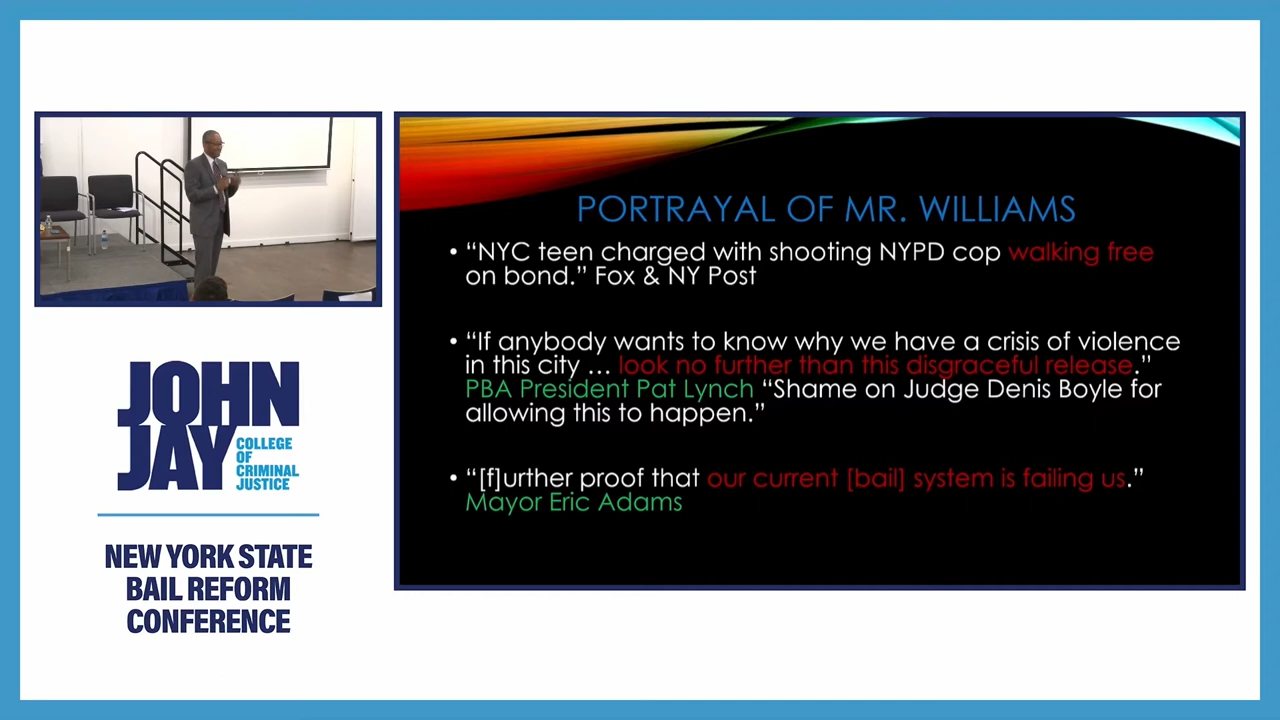 JOHN
JAY
COLLEGE
OF
CRIMINAL
JUSTICE
NEW YORK STATE
BAIL REFORM
CONFERENCE
PORTRAYAL OF MR. WILLIAMS
• “NYC teen charged with shooting NYPD cop walking free
on bond.” Fox & NY Post
• “If anybody wants to know why we have a crisis of violence
in this city … look no further than this disgraceful release.”
PBA President Pat Lynch “Shame on Judge Denis Boyle for
allowing this to happen.”
• “[f]urther proof that our current [bail] system is failing us.”
Mayor Eric Adams